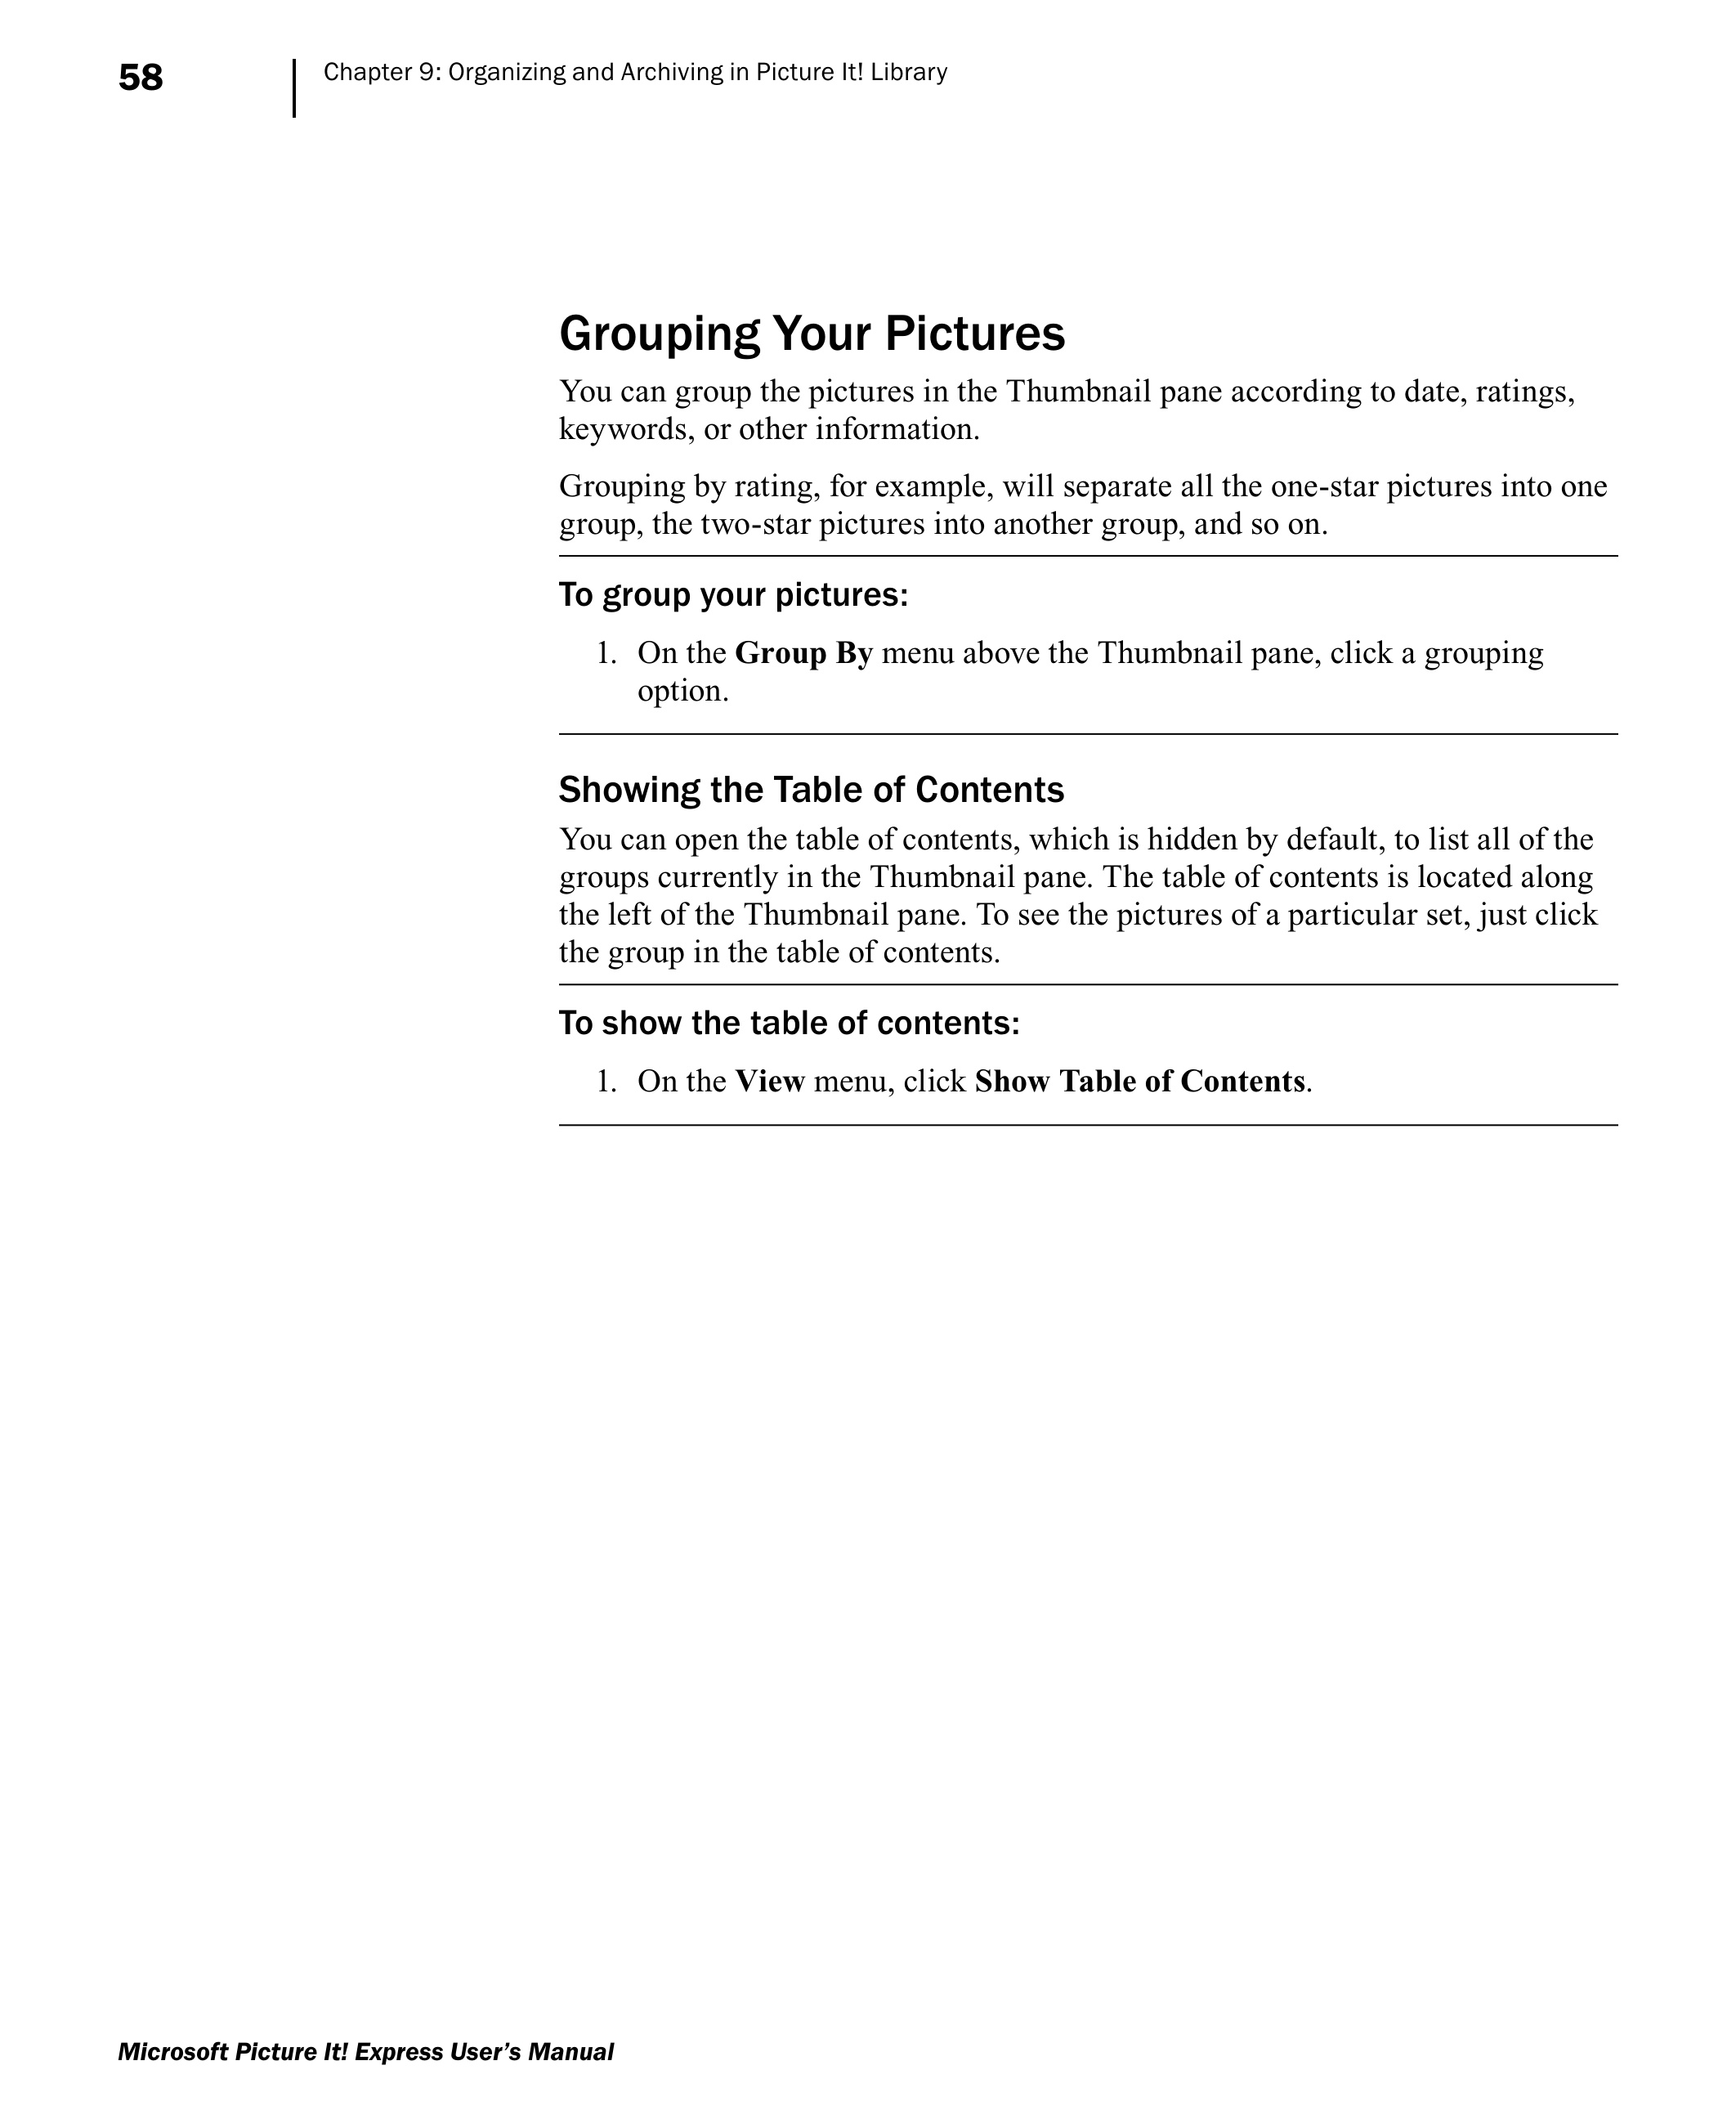 58
Chapter 9: Organizing and Archiving in Picture It! Library
Grouping Your Pictures
You can group the pictures in the Thumbnail pane according to date, ratings,
keywords, or other information.
Grouping by rating, for example, will separate all the one-star pictures into one
group, the two-star pictures into another group, and so on.
To group your pictures:
1. On the Group By menu above the Thumbnail pane, click a grouping
option.
Showing the Table of Contents
You can open the table of contents, which is hidden by default, to list all of the
groups currently in the Thumbnail pane. The table of contents is located along
the left of the Thumbnail pane. To see the pictures of a particular set, just click
the group in the table of contents.
To show the table of contents:
1. On the View menu, click Show Table of Contents.
Microsoft Picture It! Express User’s Manual